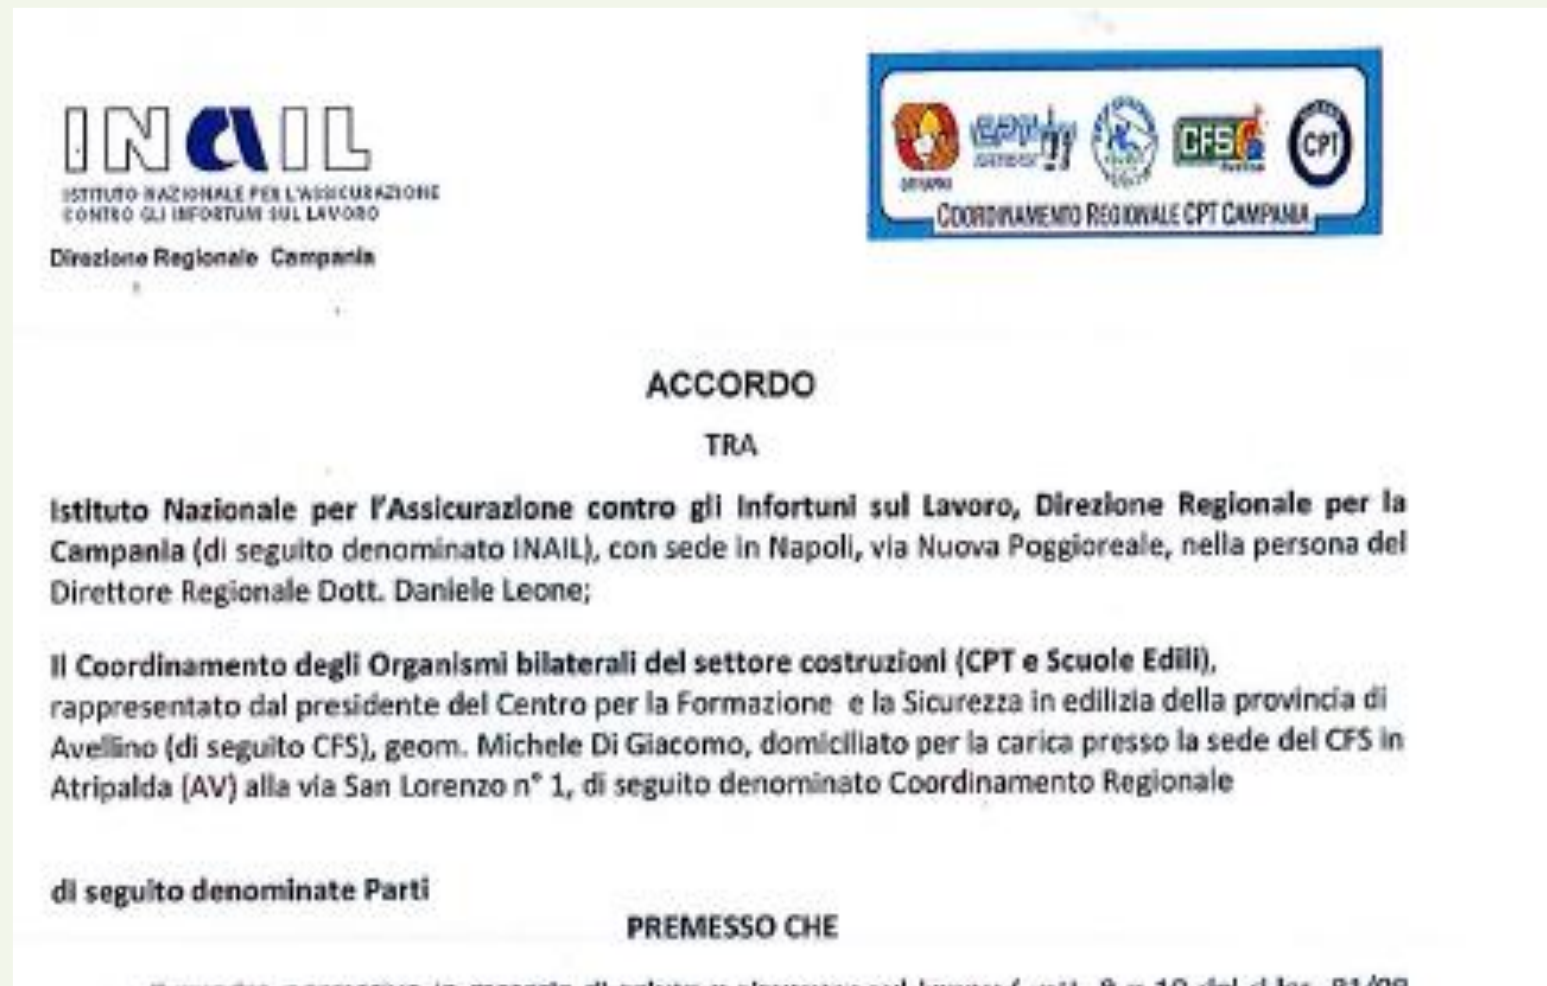 INAIL
ISTITUTO NAZIONALE PER L'ASSICURAZIONE
CONTRO GLI INFORTUNI SUL LAVORO
Direzione Regionale Campania
CFS
CPT
COORDINAMENTO REGIONALE CPT CAMPANIA
ACCORDO
TRA
Istituto Nazionale per l'Assicurazione contro gli Infortuni sul Lavoro, Direzione Regionale per la
Campania (di seguito denominato INAIL), con sede in Napoli, via Nuova Poggioreale, nella persona del
Direttore Regionale Dott. Daniele Leone;
Il Coordinamento degli Organismi bilaterali del settore costruzioni (CPT e Scuole Edili),
rappresentato dal presidente del Centro per la Formazione e la Sicurezza in edilizia della provincia di
Avellino (di seguito CFS), geom. Michele Di Giacomo, domiciliato per la carica presso la sede del CFS in
Atripalda (AV) alla via San Lorenzo n° 1, di seguito denominato Coordinamento Regionale
di seguito denominate Parti
PREMESSO CHE